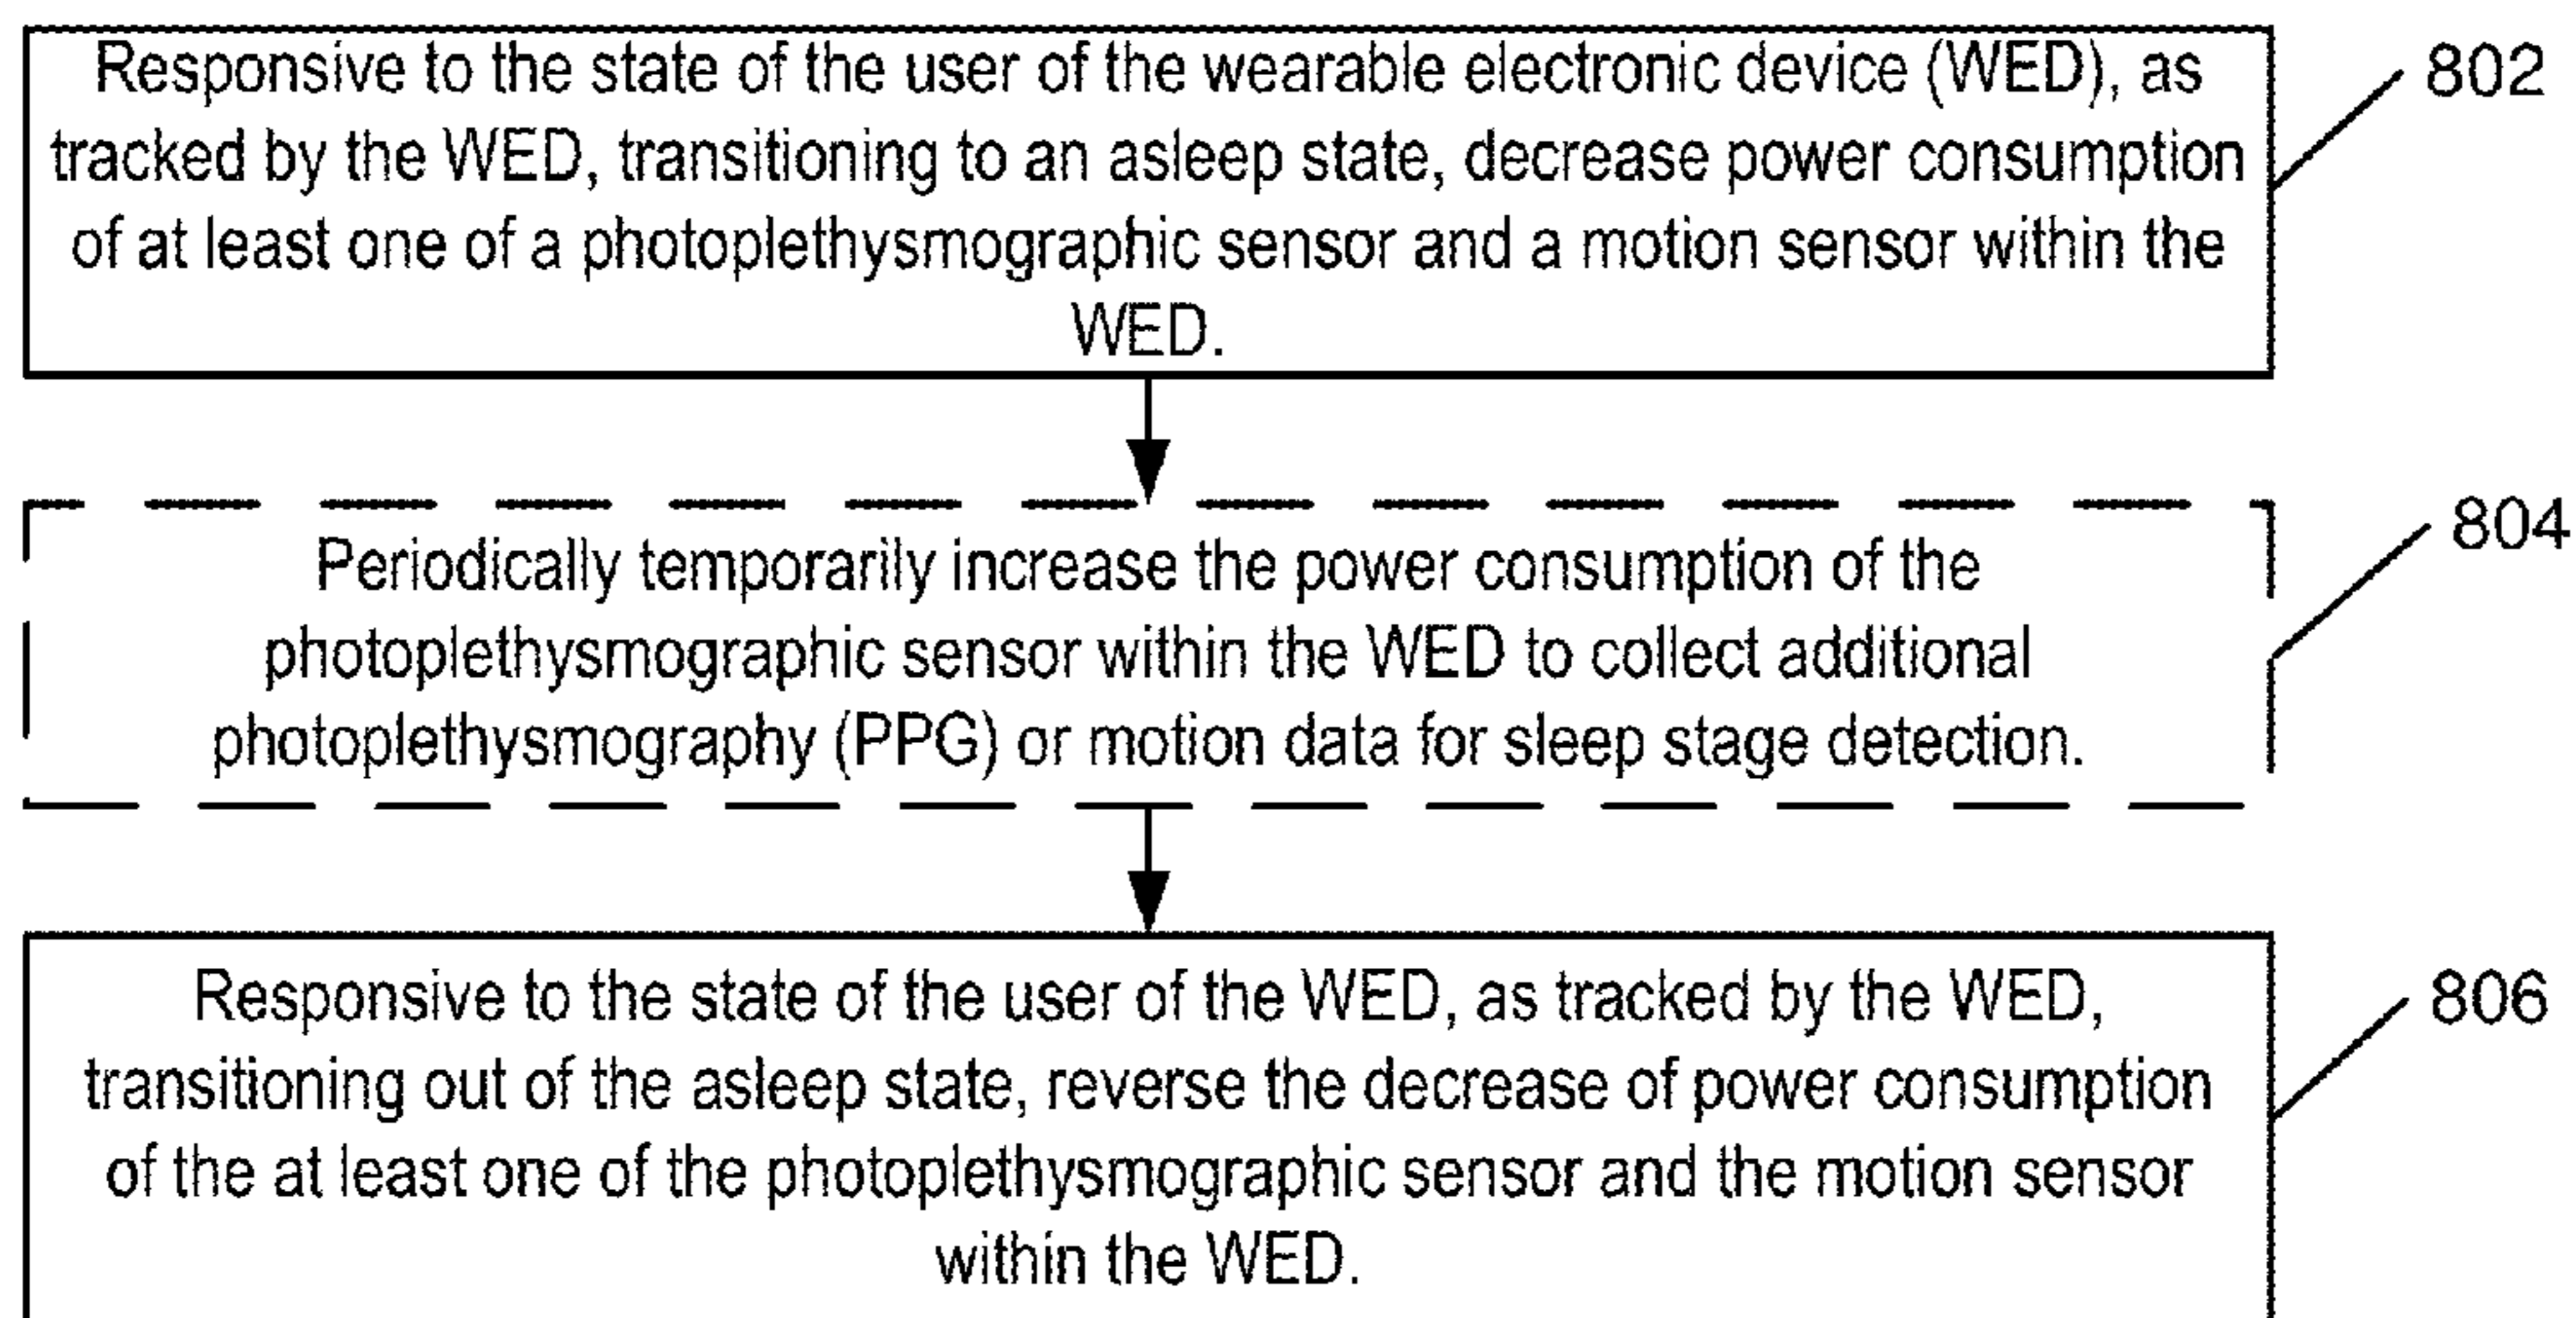 Responsive to the state of the user of the wearable electronic device (WED), as
tracked by the WED, transitioning to an asleep state, decrease power consumption
of at least one of a photoplethysmographic sensor and a motion sensor within the
WED.
802
Periodically temporarily increase the power consumption of the
photoplethysmographic sensor within the WED to collect additional
photoplethysmography (PPG) or motion data for sleep stage detection.
804
Responsive to the state of the user of the WED, as tracked by the WED,
transitioning out of the asleep state, reverse the decrease of power consumption
of the at least one of the photoplethysmographic sensor and the motion sensor
within the WED.
806